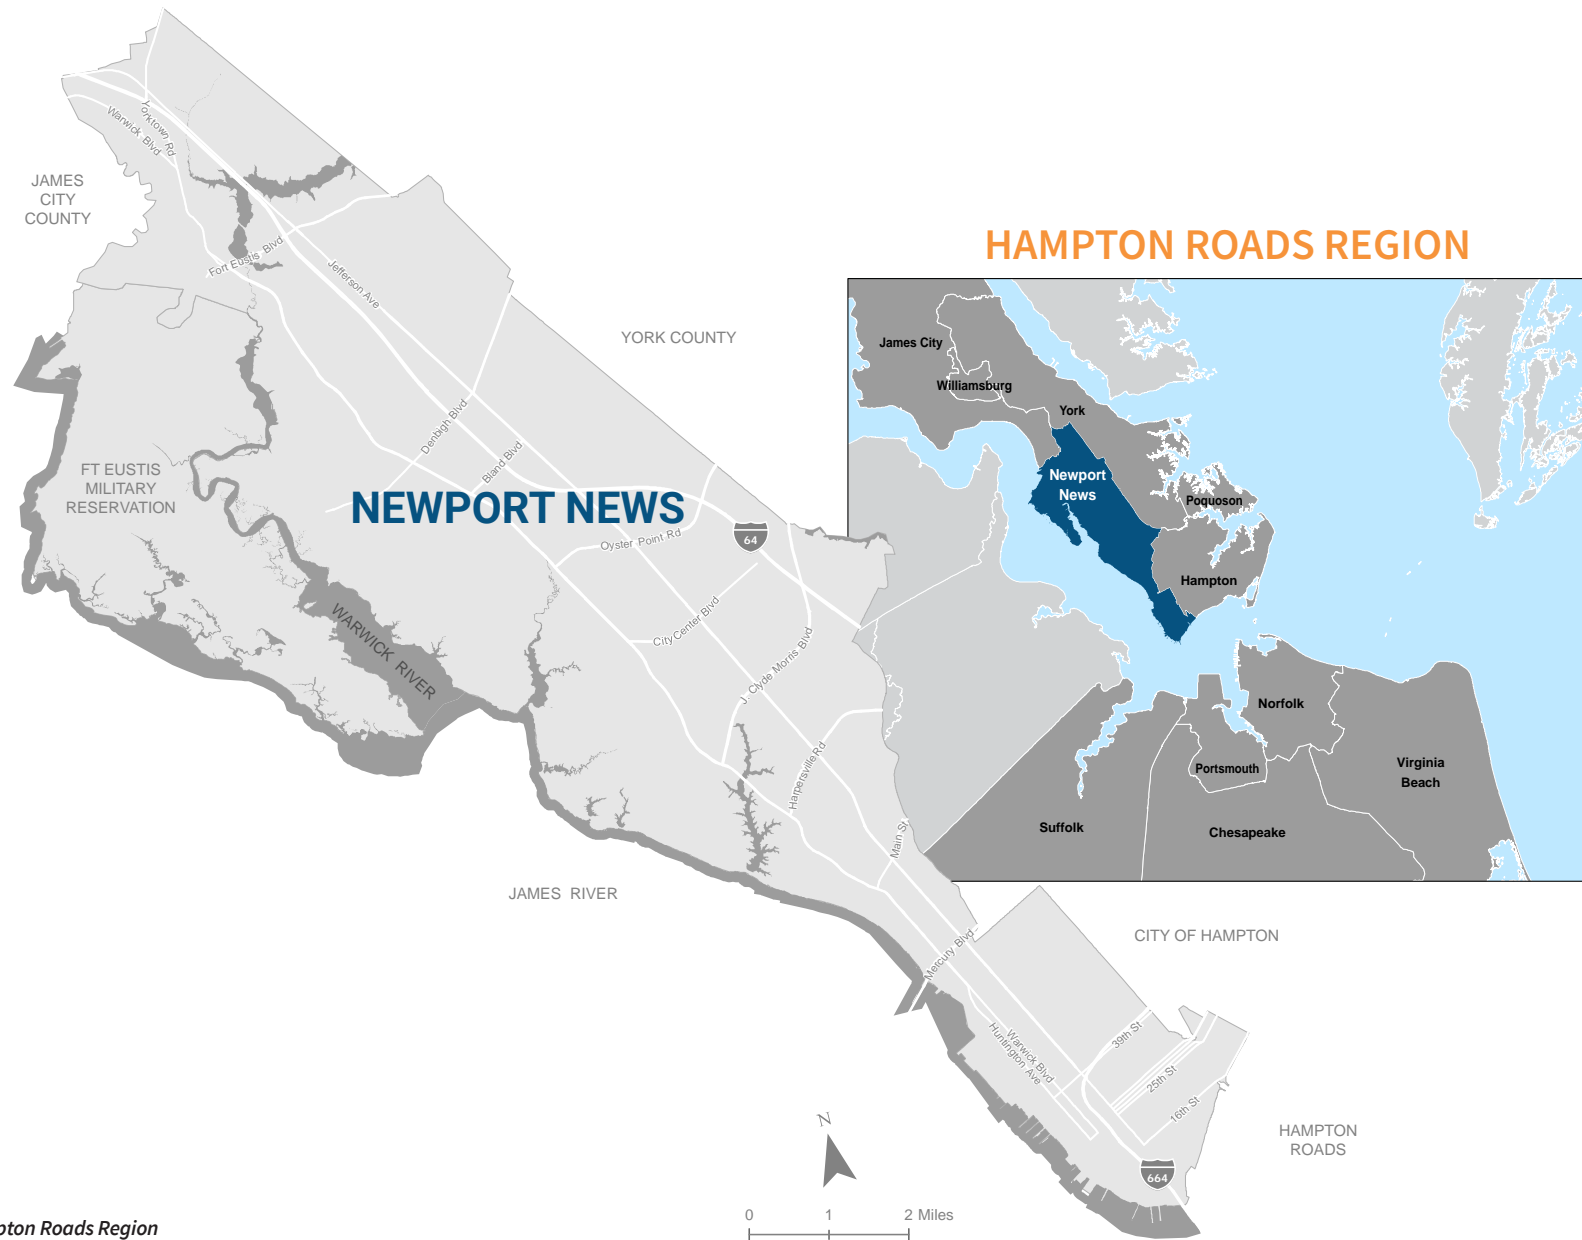 JAMES
CITY
COUNTY
Yorktown Rd
Warwick Blvd
Fort Eustis Blvd
Jefferson Ave
YORK COUNTY
FT EUSTIS
MILITARY
RESERVATION
Denbigh Blvd
Bland Blvd
NEWPORT NEWS
Oyster Point Rd
64
City Center Blvd
WARWICK RIVER
J. Clyde Morris Blvd
Harpersville Rd
Main St
JAMES RIVER
Mercury Blvd
CITY OF HAMPTON
Warwick Blvd
Huntington Ave
39th St
25th St
16th St
HAMPTON
ROADS
664
N
0 1 2 Miles
HAMPTON ROADS REGION
James City
Williamsburg
York
Newport
News
Poquoson
Hampton
Norfolk
Portsmouth
Virginia
Beach
Suffolk
Chesapeake
Roads Region